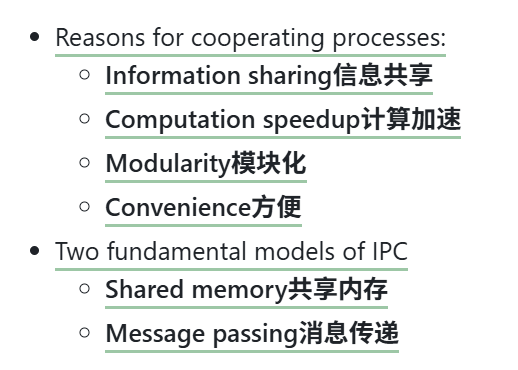 Reasons for cooperating processes:
Information sharing信息共享
Computation speedup计算加速
Modularity模块化
Convenience方便
Two fundamental models of IPC
Shared memory共享内存
Message passing消息传递